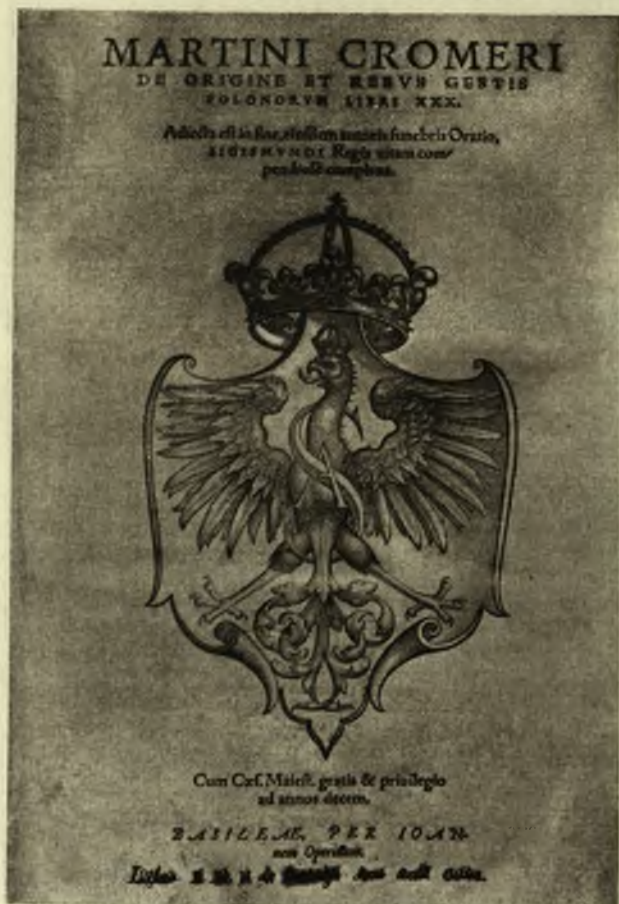 MARTINI CROMERI
DE ORIGINE ET REBVS GESTIS
POLONORVM LIBRI XXX.
Adiecta est in fine, eiusdem autoris funebris Oratio,
SIGISMVNDI Regis uitam com-
pendiose complexa.
Cum Cæs. Maiest. gratia & priuilegio
ad annos decem.
BASILEAE, PER IOAN-
nem Oporinum.